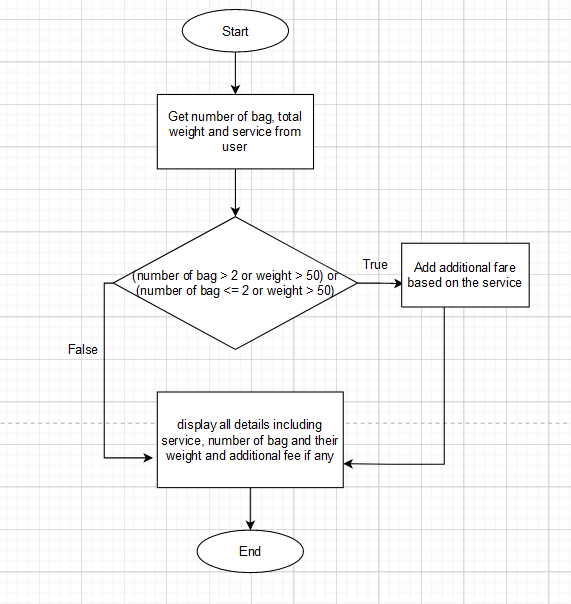 Start
Get number of bag, total
weight and service from
user
(number of bag > 2 or weight > 50) or
(number of bag <= 2 or weight > 50)
True
Add additional fare
based on the service
False
display all details including
service, number of bag and their
weight and additional fee if any
End